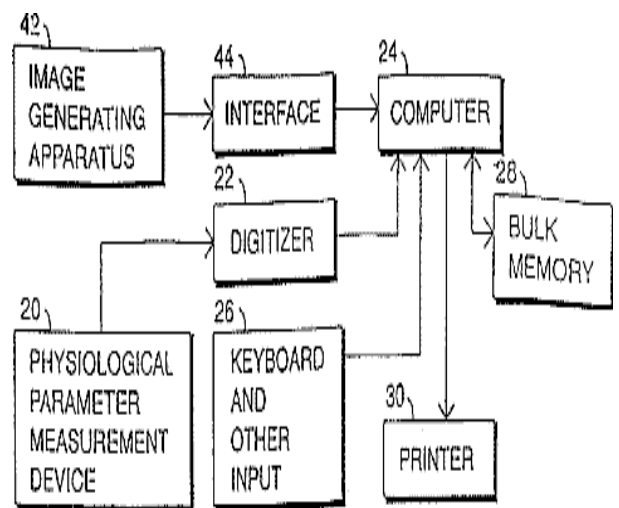 42
IMAGE
GENERATING
APPARATUS
44
INTERFACE
24
COMPUTER
22
DIGITIZER
28
BULK
MEMORY
20
PHYSIOLOGICAL
PARAMETER
MEASUREMENT
DEVICE
26
KEYBOARD
AND
OTHER
INPUT
30
PRINTER